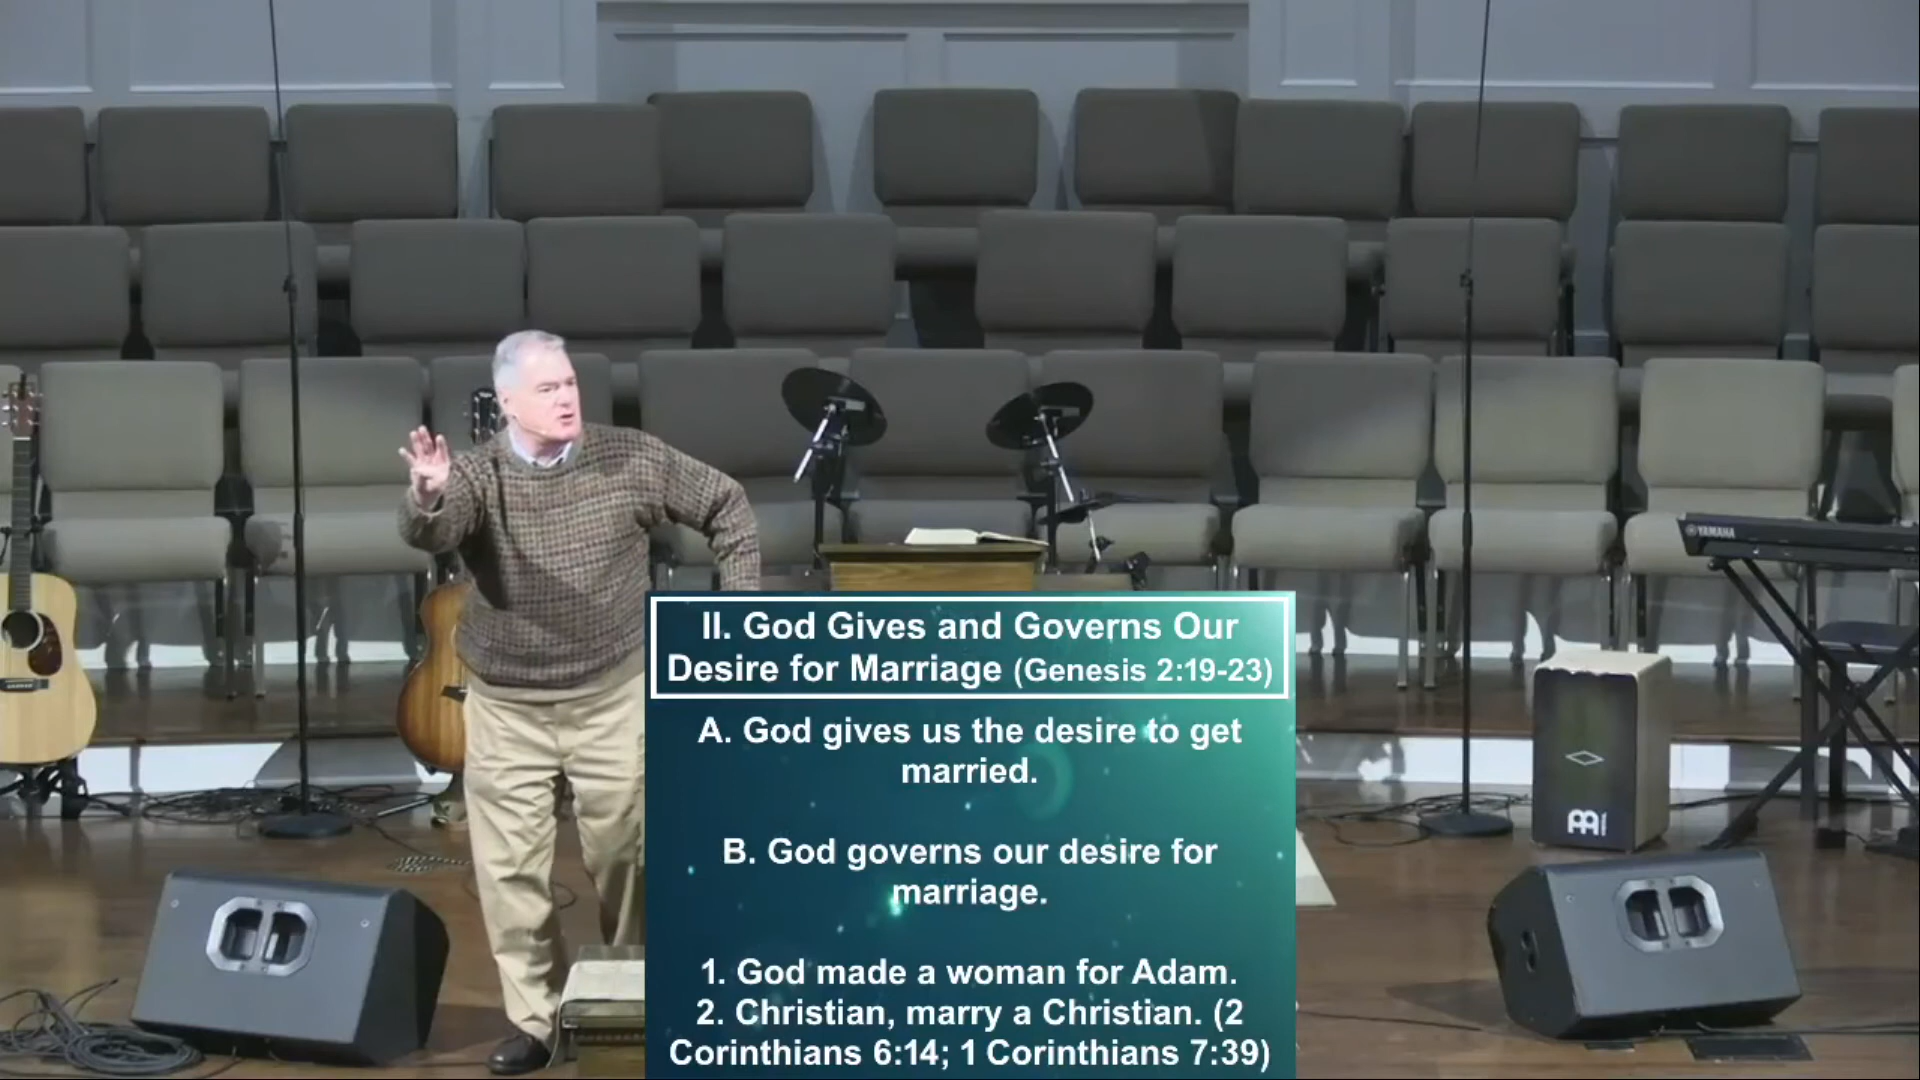 YAMAHA
II. God Gives and Governs Our
Desire for Marriage (Genesis 2:19-23)
A. God gives us the desire to get
married.
B. God governs our desire for
marriage.
1. God made a woman for Adam.
2. Christian, marry a Christian. (2
Corinthians 6:14; 1 Corinthians 7:39)